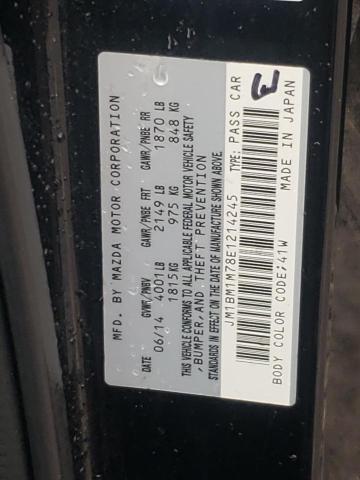 MFD. BY MAZDA MOTOR CORPORATION
DATE GVWR/PNBV GAWR/PNBE FRT GAWR/PNBE RR
06/14 4001LB 2149 LB 1870 LB
1815KG 975 KG 848 KG
THIS VEHICLE CONFORMS TO ALL APPLICABLE FEDERAL MOTOR VEHICLE SAFETY
,BUMPER,AND THEFT PREVENTION
STANDARDS IN EFFECT ON THE DATE OF MANUFACTURE SHOWN ABOVE.
JM1BM1M78E1214245 TYPE: PASS CAR
BODY COLOR CODE;41W MADE IN JAPAN
E